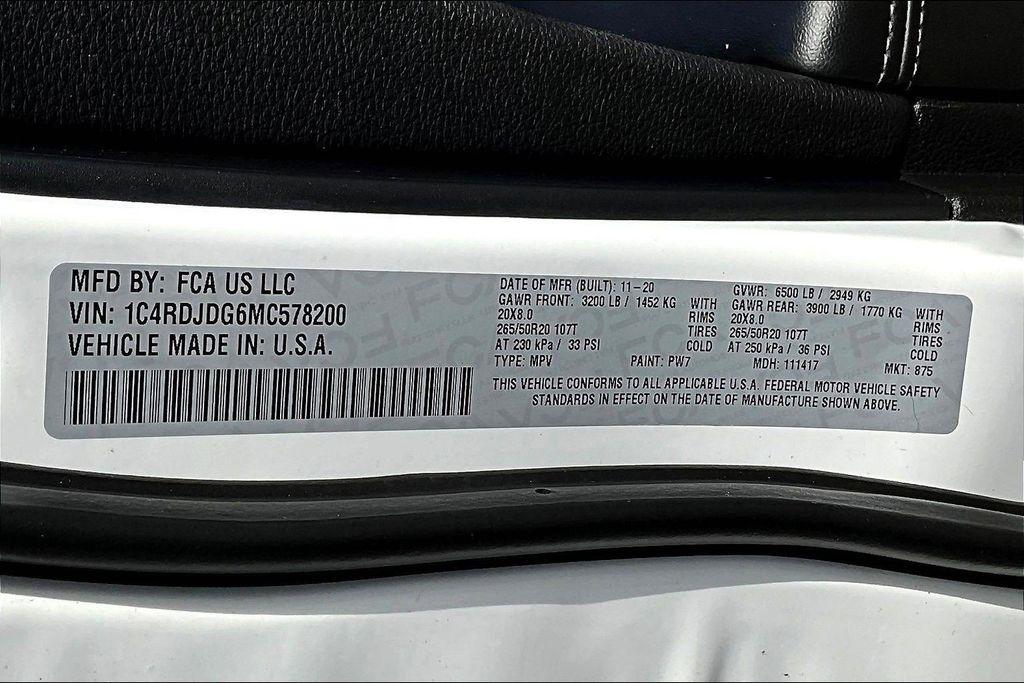 MFD BY: FCA US LLC
VIN: 1C4RDJDG6MC578200
VEHICLE MADE IN: U.S.A.
DATE OF MFR (BUILT): 11-20
GAWR FRONT: 3200 LB / 1452 KG WITH
20X8.0 RIMS
265/50R20 107T TIRES
AT 230 kPa / 33 PSI COLD
TYPE: MPV PAINT: PW7
GVWR: 6500 LB / 2949 KG
GAWR REAR: 3900 LB / 1770 KG WITH
20X8.0 RIMS
265/50R20 107T TIRES
AT 250 kPa / 36 PSI COLD
MDH: 111417 MKT: 875
THIS VEHICLE CONFORMS TO ALL APPLICABLE U.S.A. FEDERAL MOTOR VEHICLE SAFETY
STANDARDS IN EFFECT ON THE DATE OF MANUFACTURE SHOWN ABOVE.